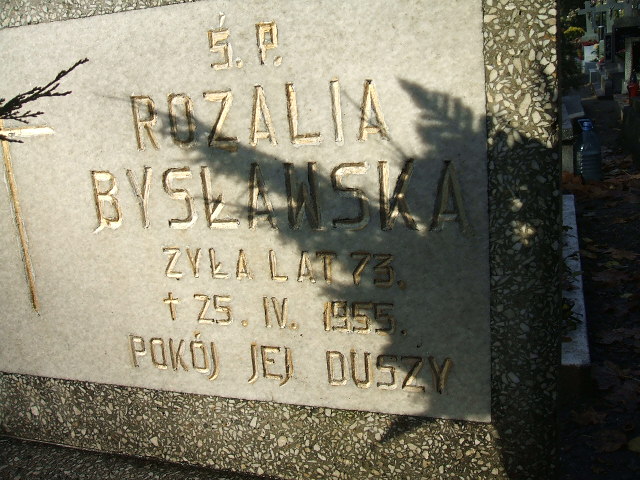 Ś. P.
ROZALIA
BYSŁAWSKA
ŻYŁA LAT 73.
† 25. IV. 1955.
POKÓJ JEJ DUSZY